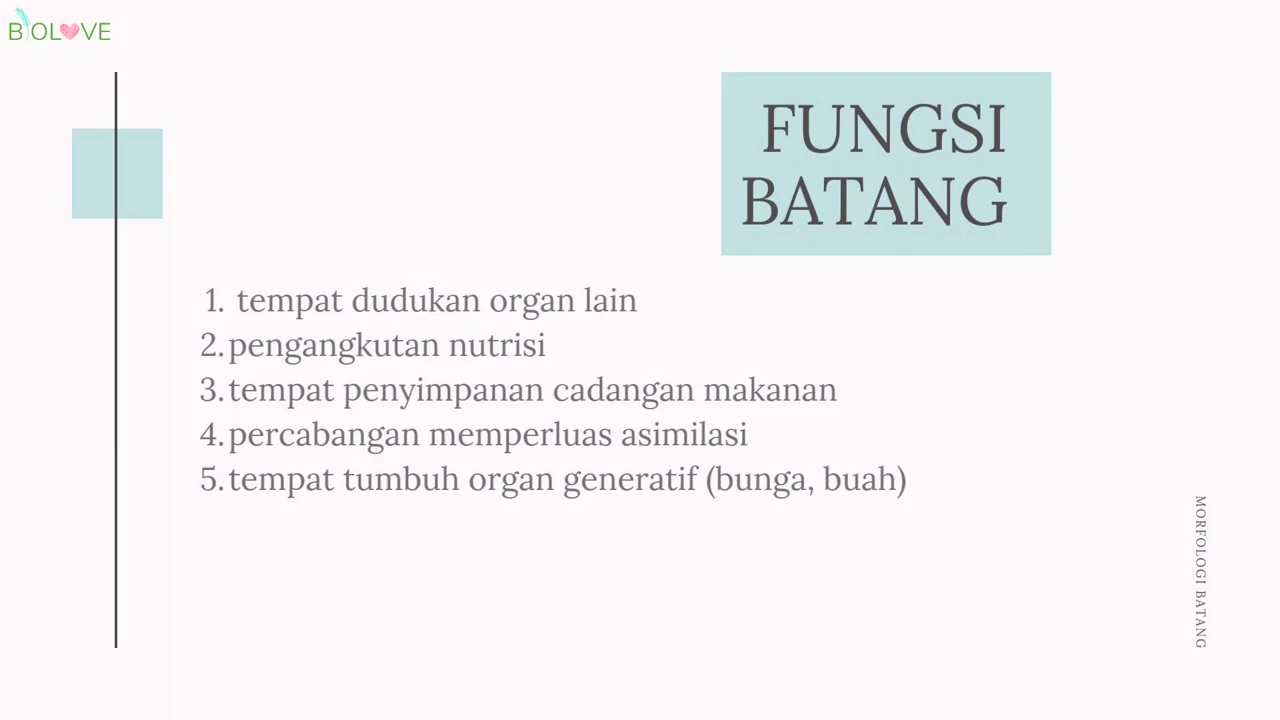 BIOLOVE
FUNGSI
BATANG
1. tempat dudukan organ lain
2. pengangkutan nutrisi
3. tempat penyimpanan cadangan makanan
4. percabangan memperluas asimilasi
5. tempat tumbuh organ generatif (bunga, buah)
MORFOLOGI BATANG